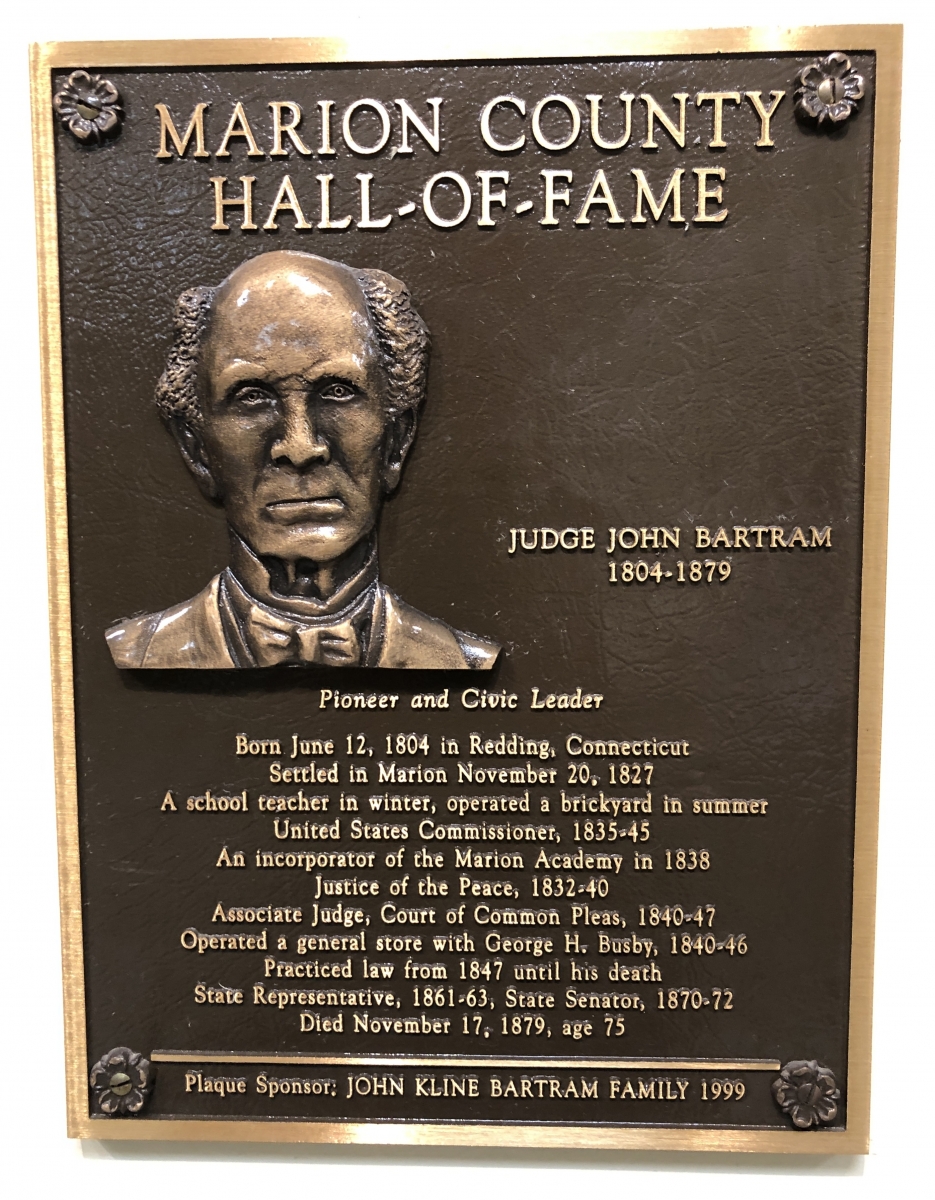 MARION COUNTY
HALL-OF-FAME
JUDGE JOHN BARTRAM
1804-1879
Pioneer and Civic Leader
Born June 12, 1804 in Redding, Connecticut
Settled in Marion November 20, 1827
A school teacher in winter, operated a brickyard in summer
United States Commissioner, 1835-45
An incorporator of the Marion Academy in 1838
Justice of the Peace, 1832-40
Associate Judge, Court of Common Pleas, 1840-47
Operated a general store with George H. Busby, 1840-46
Practiced law from 1847 until his death
State Representative, 1861-63, State Senator, 1870-72
Died November 17, 1879, age 75
Plaque Sponsor: JOHN KLINE BARTRAM FAMILY 1999